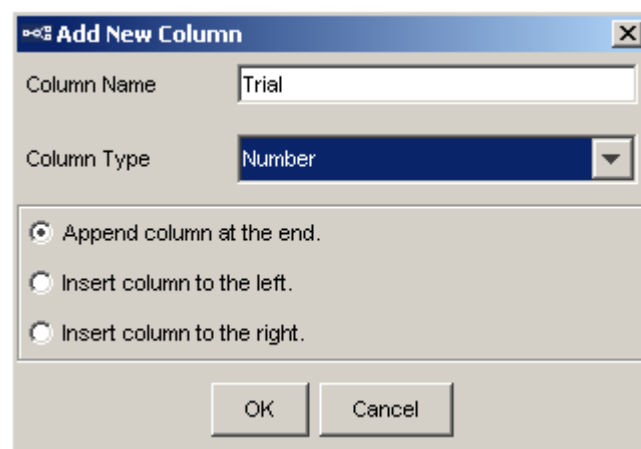 Add New Column
Column Name Trial
Column Type Number
Append column at the end.
Insert column to the left.
Insert column to the right.
OK Cancel